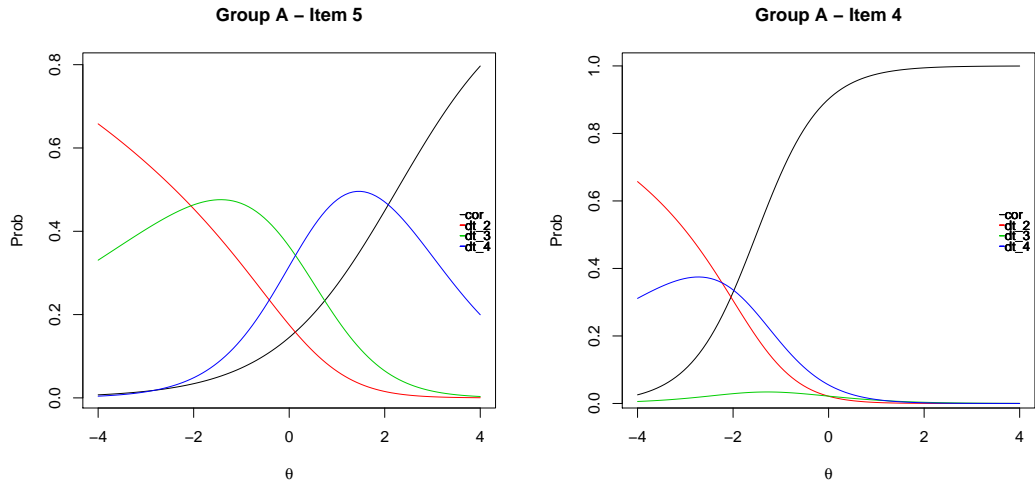 Group A − Item 5
Prob
0.0
0.2
0.4
0.6
0.8
−4
−2
0
2
4
θ
cor
dt_2
dt_3
dt_4
Group A − Item 4
Prob
0.0
0.2
0.4
0.6
0.8
1.0
−4
−2
0
2
4
θ
cor
dt_2
dt_3
dt_4